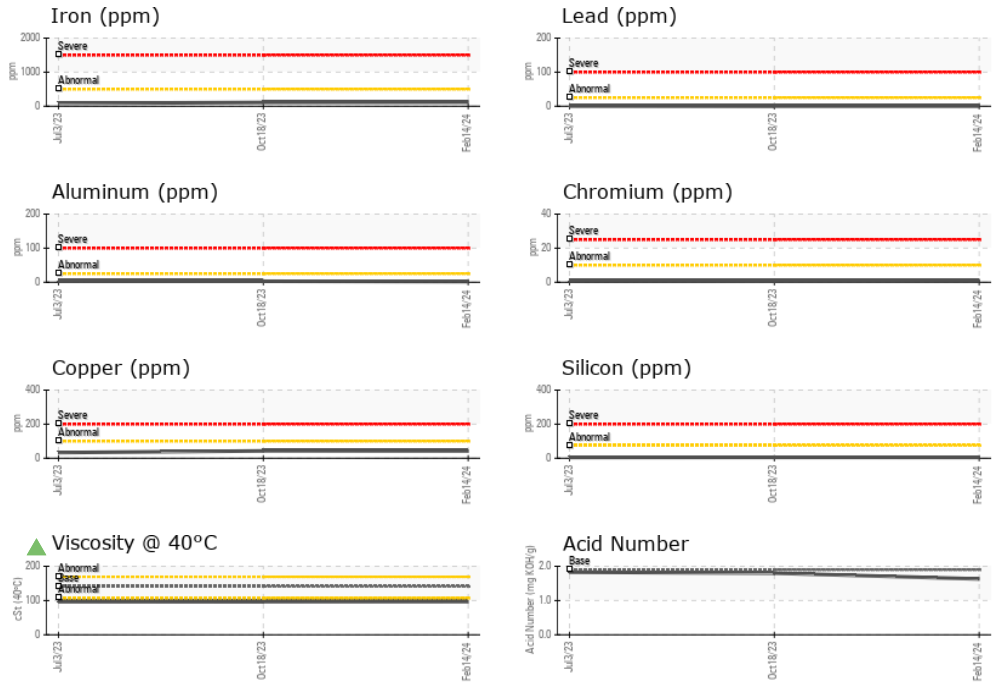 Iron (ppm)
2000
1000
0
ppm
Severe
Abnormal
Jul3/23
Oct18/23
Feb14/24
Lead (ppm)
200
100
0
ppm
Severe
Abnormal
Jul3/23
Oct18/23
Feb14/24
Aluminum (ppm)
200
100
0
ppm
Severe
Abnormal
Jul3/23
Oct18/23
Feb14/24
Chromium (ppm)
40
20
0
ppm
Severe
Abnormal
Jul3/23
Oct18/23
Feb14/24
Copper (ppm)
400
200
0
ppm
Severe
Abnormal
Jul3/23
Oct18/23
Feb14/24
Silicon (ppm)
400
200
0
ppm
Severe
Abnormal
Jul3/23
Oct18/23
Feb14/24
Viscosity @ 40°C
200
100
0
cSt (40°C)
Abnormal
Base
Abnormal
Jul3/23
Oct18/23
Feb14/24
Acid Number
2.0
1.0
0.0
Acid Number (mg KOH/g)
Base
Jul3/23
Oct18/23
Feb14/24